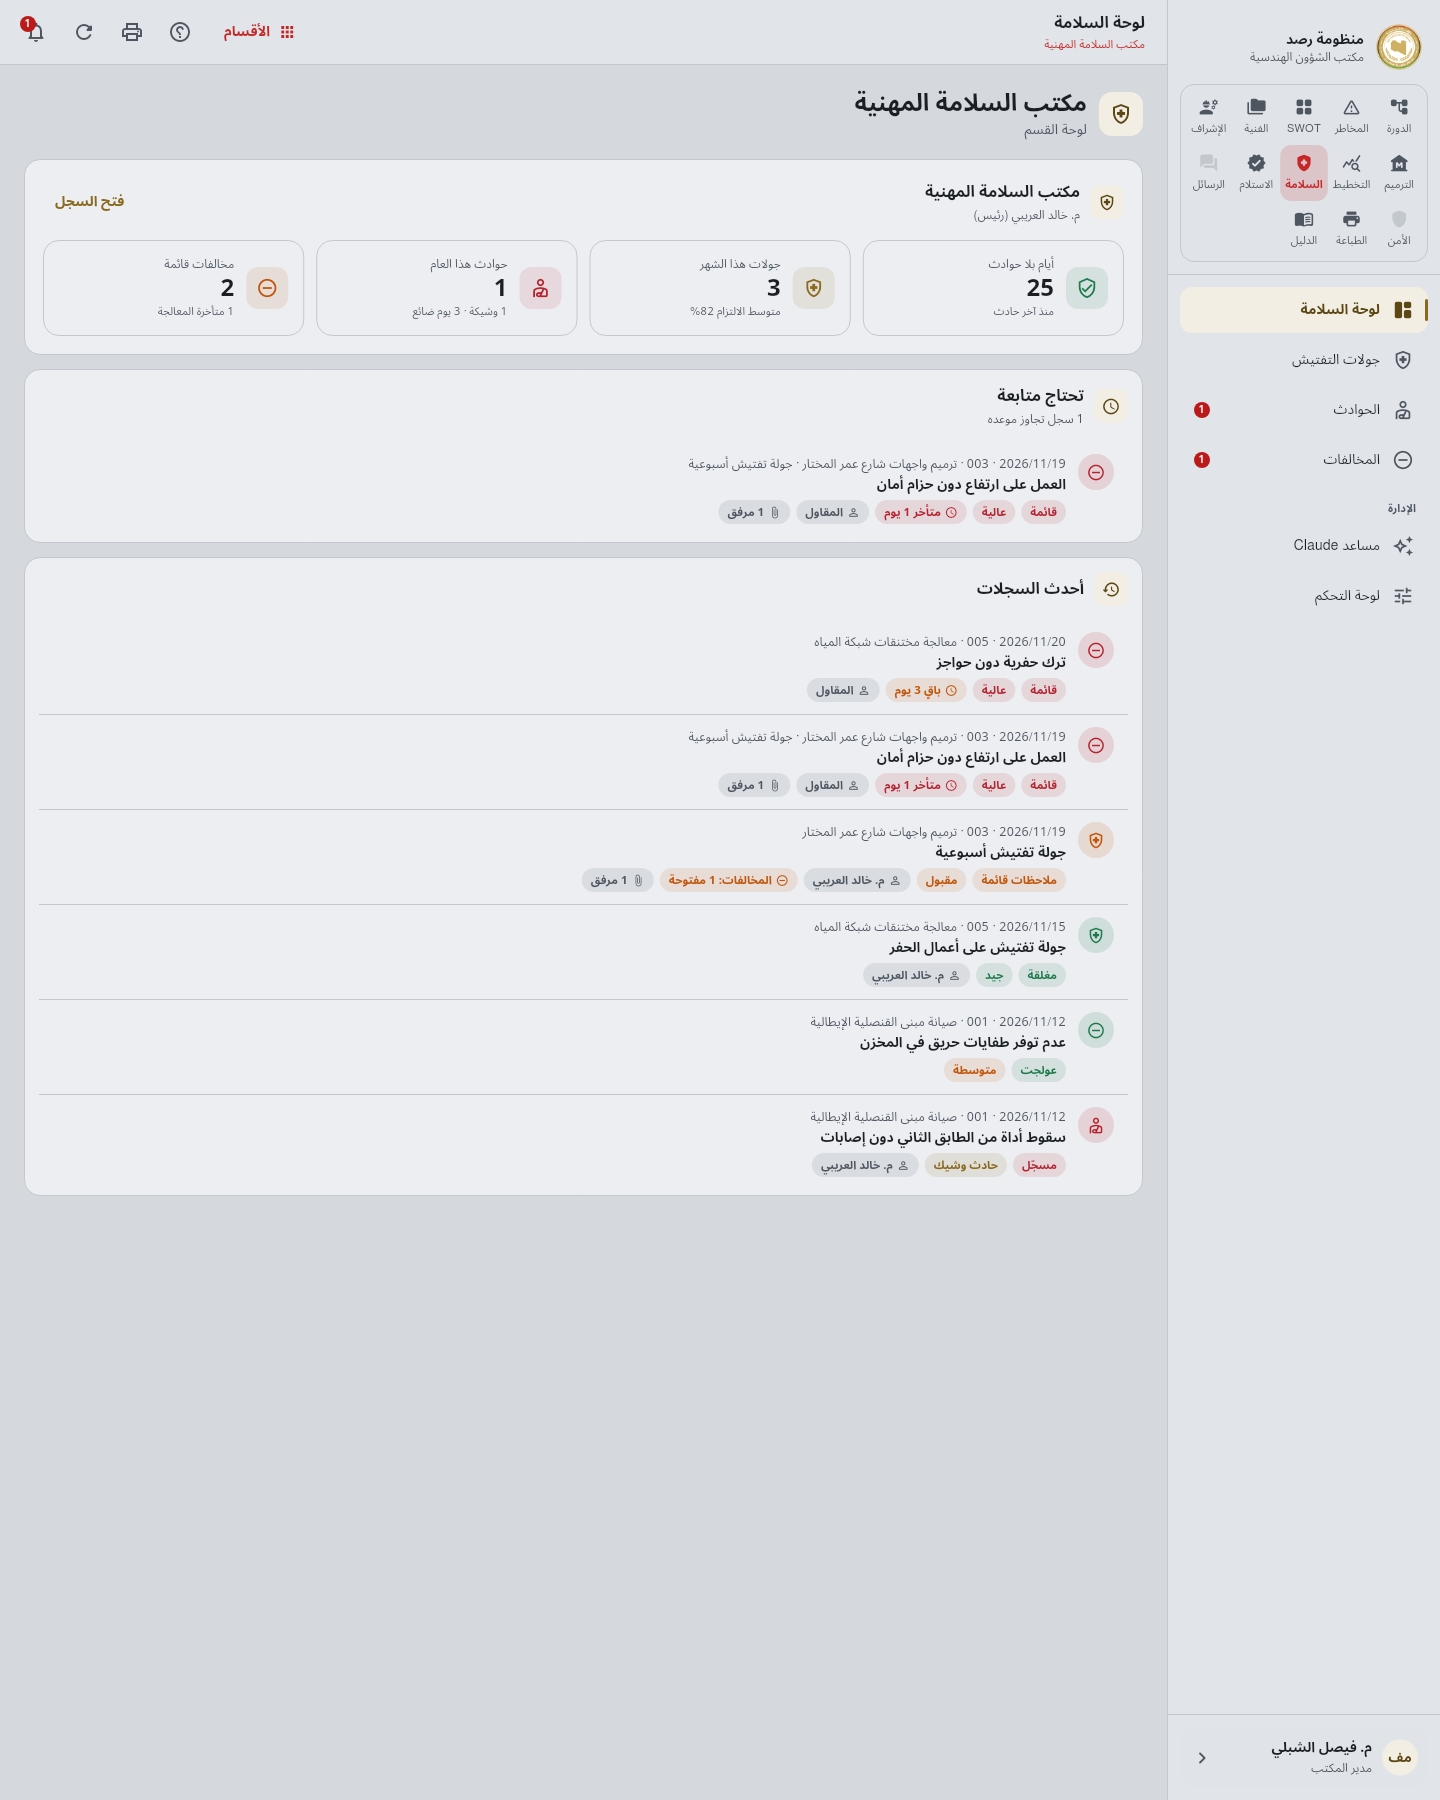 منظومة رصد
مكتب الشؤون الهندسية
الدورة
المخاطر
SWOT
الفنية
الإشراف
الترميم
التخطيط
السلامة
الاستلام
الرسائل
الأمن
الطباعة
الدليل
لوحة السلامة
جولات التفتيش
الحوادث
1
المخالفات
1
الإدارة
مساعد Claude
لوحة التحكم
م. فيصل الشبلي
مدير المكتب
مف
لوحة السلامة
مكتب السلامة المهنية
الأقسام
1
مكتب السلامة المهنية
لوحة القسم
مكتب السلامة المهنية
م. خالد العريبي (رئيس)
فتح السجل
أيام بلا حوادث
25
منذ آخر حادث
جولات هذا الشهر
3
متوسط الالتزام 82%
حوادث هذا العام
1
1 وشيكة · 3 يوم ضائع
مخالفات قائمة
2
1 متأخرة المعالجة
تحتاج متابعة
1 سجل تجاوز موعده
2026/11/19 · 003 · ترميم واجهات شارع عمر المختار · جولة تفتيش أسبوعية
العمل على ارتفاع دون حزام أمان
قائمة عالية متأخر 1 يوم المقاول 1 مرفق
أحدث السجلات
2026/11/20 · 005 · معالجة مختنقات شبكة المياه
ترك حفرية دون حواجز
قائمة عالية باقٍ 3 يوم المقاول
2026/11/19 · 003 · ترميم واجهات شارع عمر المختار · جولة تفتيش أسبوعية
العمل على ارتفاع دون حزام أمان
قائمة عالية متأخر 1 يوم المقاول 1 مرفق
2026/11/19 · 003 · ترميم واجهات شارع عمر المختار
جولة تفتيش أسبوعية
ملاحظات قائمة مقبول م. خالد العريبي المخالفات: 1 مفتوحة 1 مرفق
2026/11/15 · 005 · معالجة مختنقات شبكة المياه
جولة تفتيش على أعمال الحفر
مغلقة جيد م. خالد العريبي
2026/11/12 · 001 · صيانة مبنى القنصلية الإيطالية
عدم توفر طفايات حريق في المخزن
عولجت متوسطة
2026/11/12 · 001 · صيانة مبنى القنصلية الإيطالية
سقوط أداة من الطابق الثاني دون إصابات
مسجّل حادث وشيك م. خالد العريبي